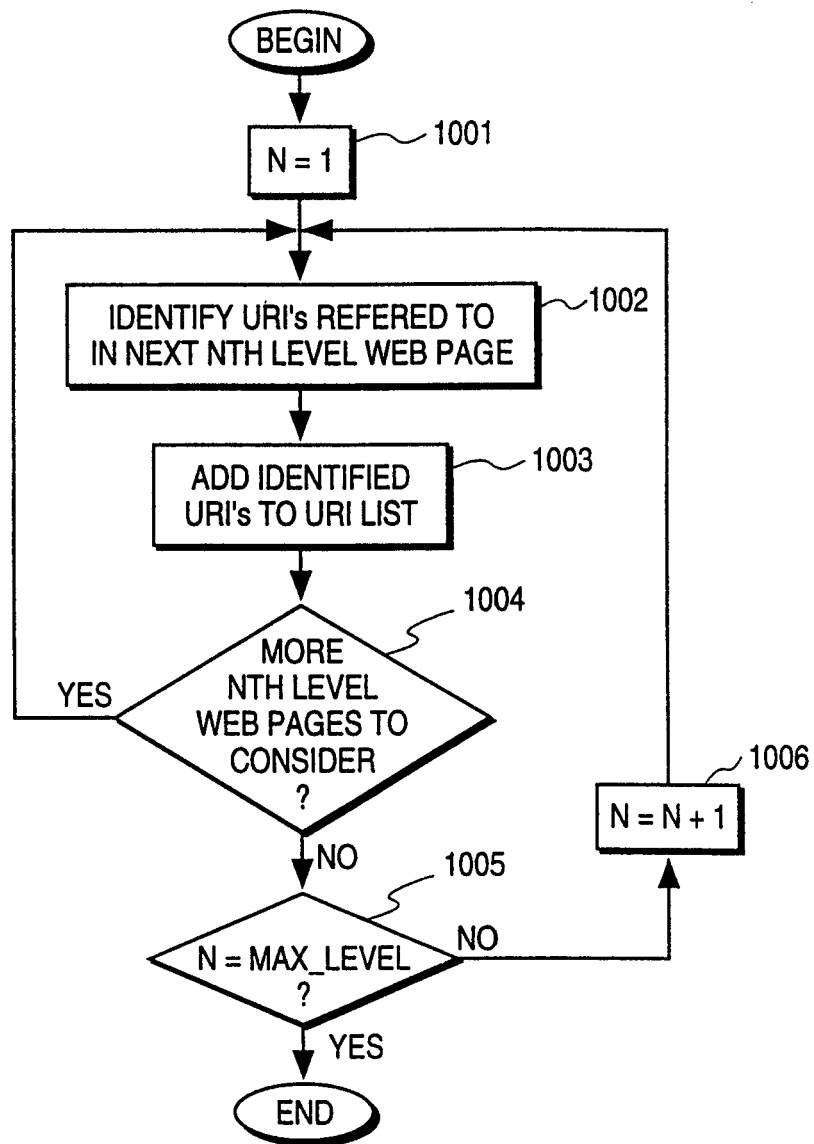 BEGIN
1001
N = 1
1002
IDENTIFY URI's REFERED TO
IN NEXT NTH LEVEL WEB PAGE
1003
ADD IDENTIFIED
URI's TO URI LIST
1004
MORE
NTH LEVEL
WEB PAGES TO
CONSIDER
?
YES
NO
1006
N = N + 1
1005
N = MAX_LEVEL
?
NO
YES
END